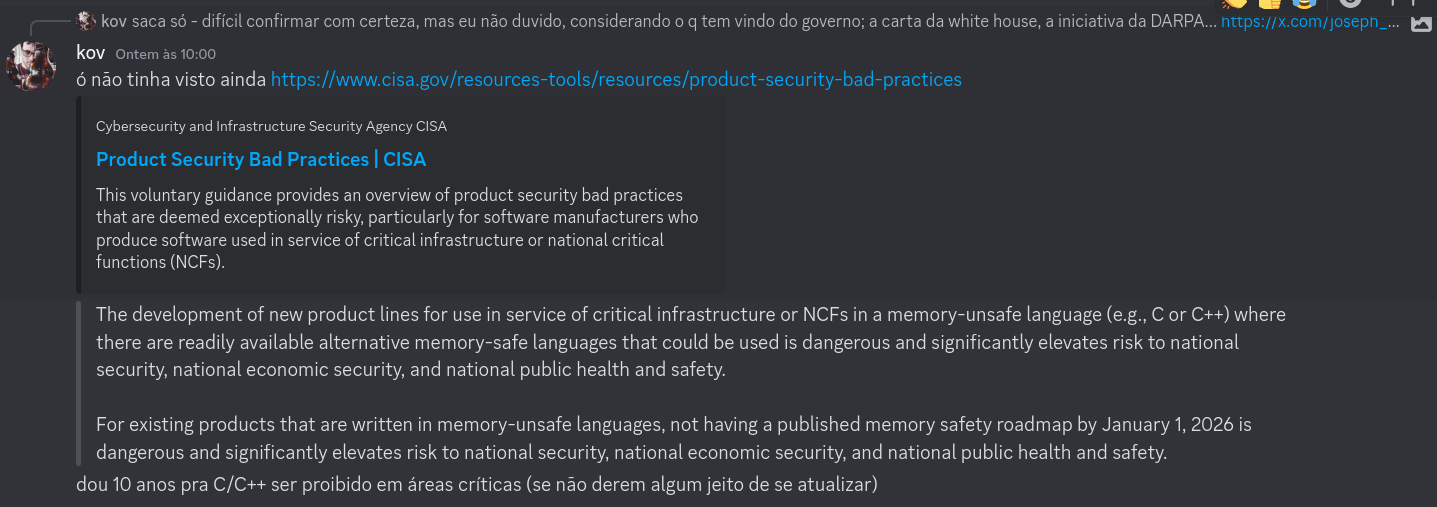 kov saca só - difícil confirmar com certeza, mas eu não duvido, considerando o q tem vindo do governo; a carta da white house, a iniciativa da DARPA... https://x.com/joseph_...
kov Ontem às 10:00
ó não tinha visto ainda https://www.cisa.gov/resources-tools/resources/product-security-bad-practices
Cybersecurity and Infrastructure Security Agency CISA
Product Security Bad Practices | CISA
This voluntary guidance provides an overview of product security bad practices
that are deemed exceptionally risky, particularly for software manufacturers who
produce software used in service of critical infrastructure or national critical
functions (NCFs).
The development of new product lines for use in service of critical infrastructure or NCFs in a memory-unsafe language (e.g., C or C++) where
there are readily available alternative memory-safe languages that could be used is dangerous and significantly elevates risk to national
security, national economic security, and national public health and safety.
For existing products that are written in memory-unsafe languages, not having a published memory safety roadmap by January 1, 2026 is
dangerous and significantly elevates risk to national security, national economic security, and national public health and safety.
dou 10 anos pra C/C++ ser proibido em áreas críticas (se não derem algum jeito de se atualizar)